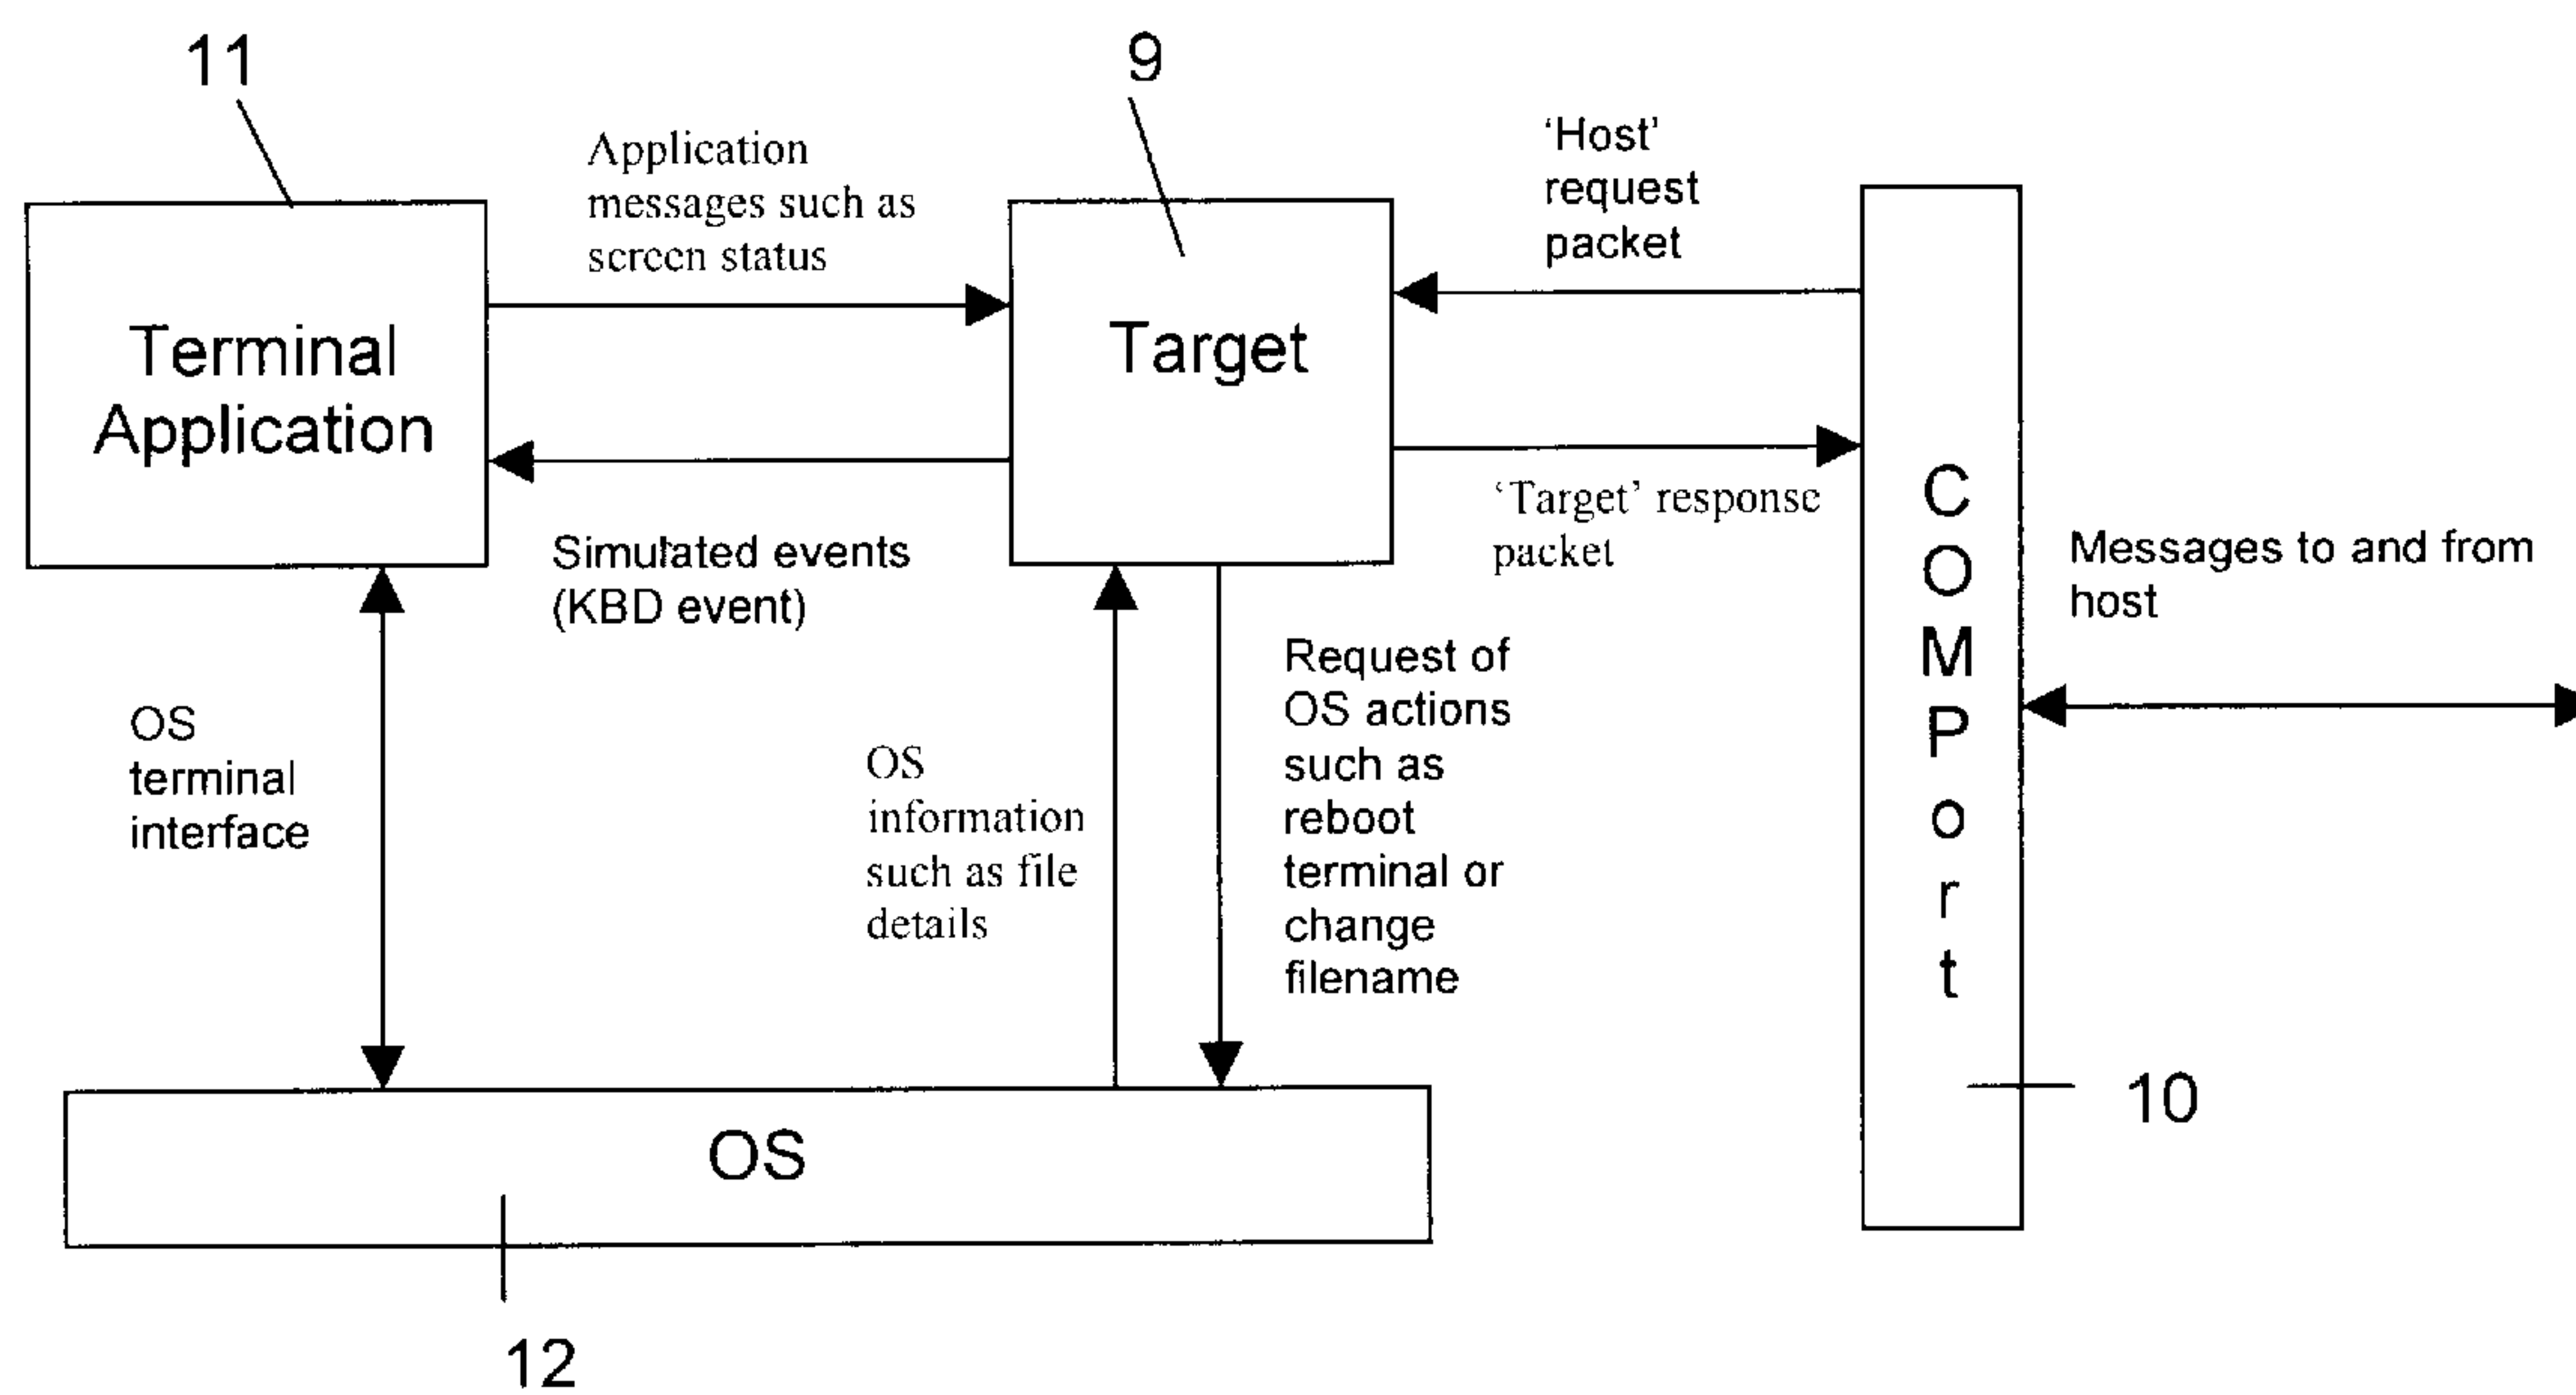 11
9
Application
messages such as
screen status
'Host'
request
packet
Terminal
Application
Target
'Target' response
packet
Simulated events
(KBD event)
COMPort
Messages to and from
host
OS
terminal
interface
OS
information
such as file
details
Request of
OS actions
such as
reboot
terminal or
change
filename
10
OS
12